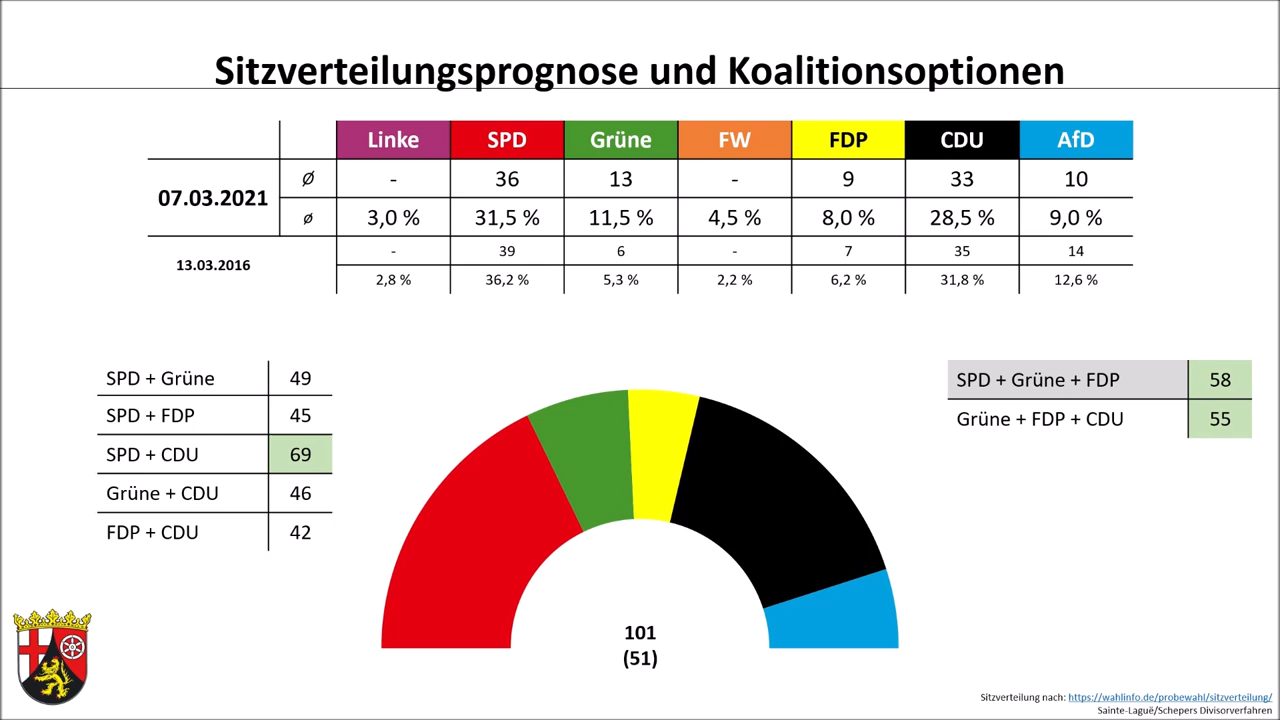 Sitzverteilungsprognose und Koalitionsoptionen
Linke SPD Grüne FW FDP CDU AfD
07.03.2021
Ø - 36 13 - 9 33 10
ø 3,0 % 31,5 % 11,5 % 4,5 % 8,0 % 28,5 % 9,0 %
13.03.2016
- 39 6 - 7 35 14
2,8 % 36,2 % 5,3 % 2,2 % 6,2 % 31,8 % 12,6 %
SPD + Grüne 49
SPD + FDP 45
SPD + CDU 69
Grüne + CDU 46
FDP + CDU 42
SPD + Grüne + FDP 58
Grüne + FDP + CDU 55
101
(51)
Sitzverteilung nach: https://wahlinfo.de/probewahl/sitzverteilung/
Sainte-Laguë/Schepers Divisorverfahren